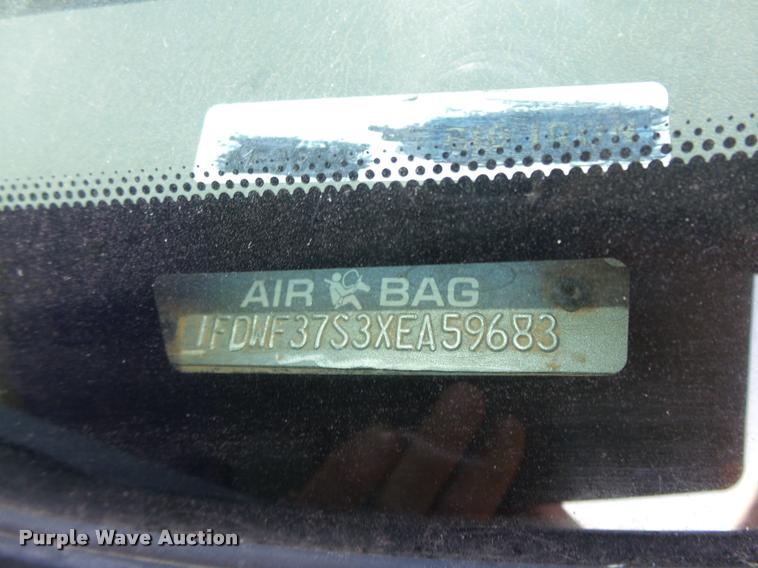 AIR BAG
1FDWF37S3XEA59683
Purple Wave Auction